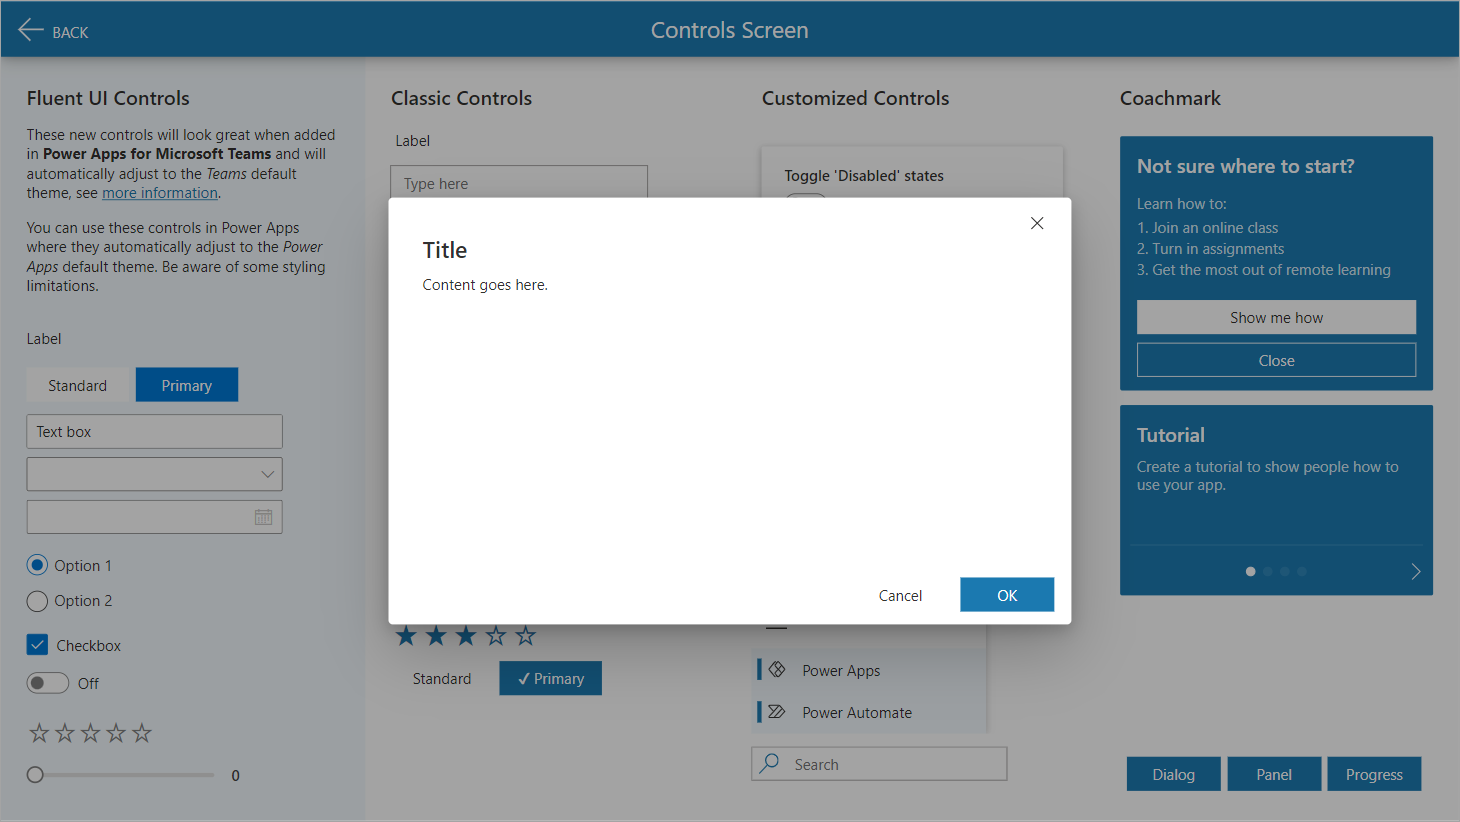 BACK
Controls Screen
Fluent UI Controls
These new controls will look great when added
in Power Apps for Microsoft Teams and will
automatically adjust to the Teams default
theme, see more information.
You can use these controls in Power Apps
where they automatically adjust to the Power
Apps default theme. Be aware of some styling
limitations.
Label
Standard
Primary
Text box
Option 1
Option 2
Checkbox
Off
0
Classic Controls
Label
Type here
Standard
Primary
Customized Controls
Toggle 'Disabled' states
Title
Content goes here.
Cancel
OK
Power Apps
Power Automate
Search
Coachmark
Not sure where to start?
Learn how to:
1. Join an online class
2. Turn in assignments
3. Get the most out of remote learning
Show me how
Close
Tutorial
Create a tutorial to show people how to
use your app.
Dialog
Panel
Progress